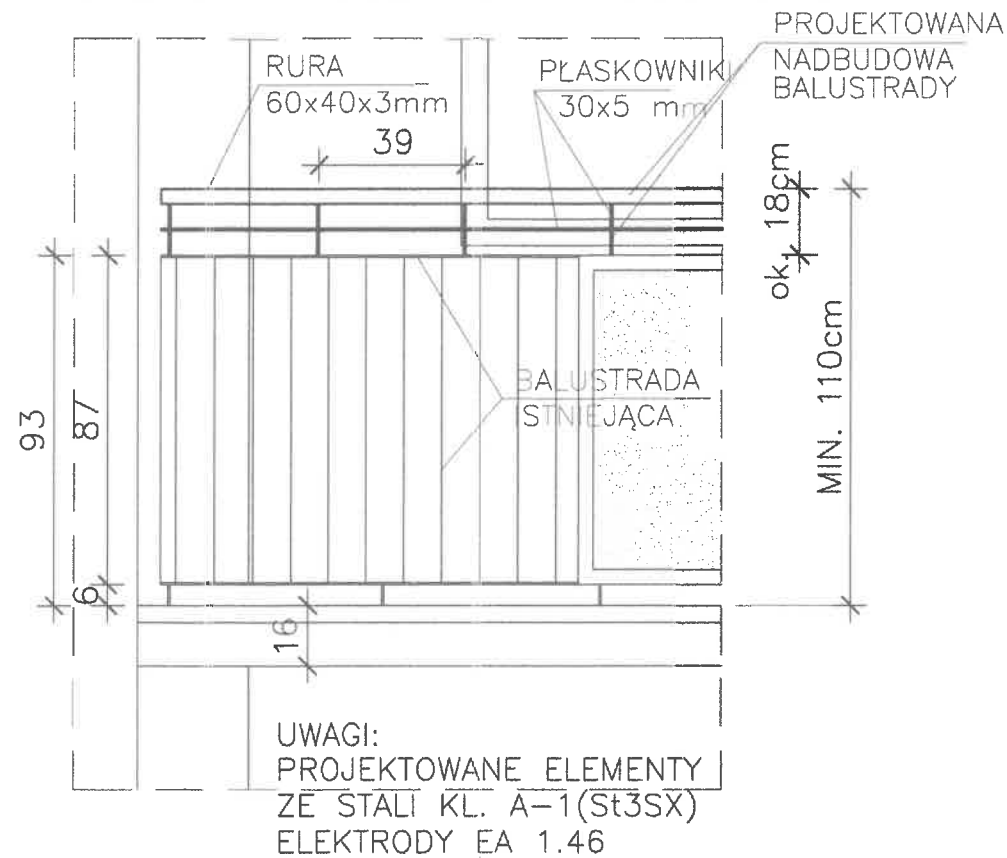 PROJEKTOWANA
NADBUDOWA
BALUSTRADY
RURA
60x40x3mm
PŁASKOWNIKI
30x5 mm
39
ok. 18cm
MIN. 110cm
93
87
6
BALUSTRADA
ISTNIEJĄCA
16
UWAGI:
PROJEKTOWANE ELEMENTY
ZE STALI KL. A-1(St3SX)
ELEKTRODY EA 1.46